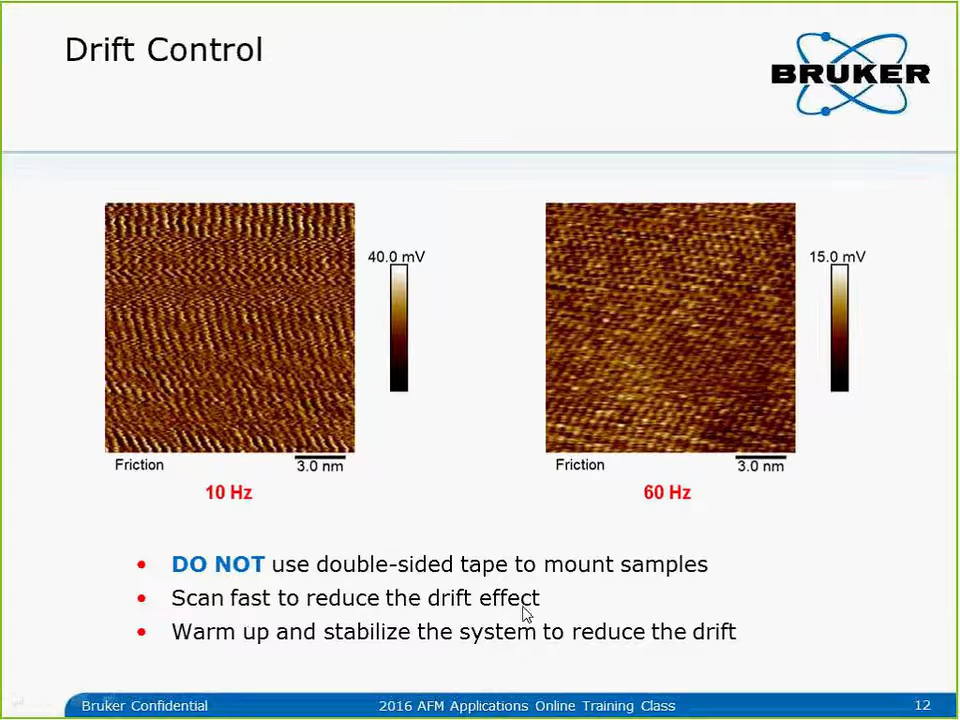 Drift Control
BRUKER
40.0 mV
15.0 mV
Friction
3.0 nm
Friction
3.0 nm
10 Hz
60 Hz
• DO NOT use double-sided tape to mount samples
• Scan fast to reduce the drift effect
• Warm up and stabilize the system to reduce the drift
Bruker Confidential
2016 AFM Applications Online Training Class
12